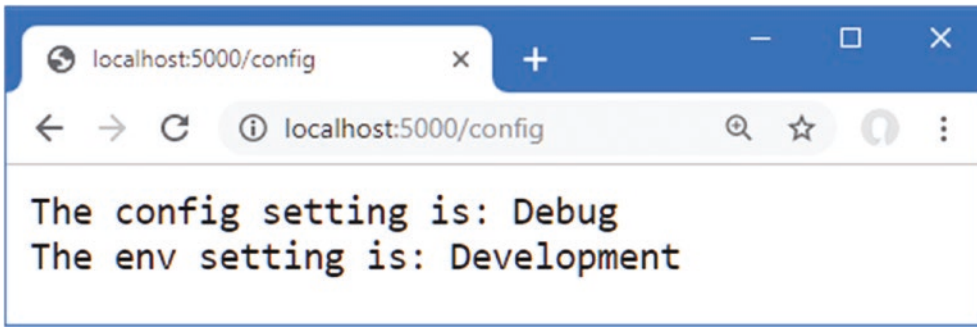 localhost:5000/config
localhost:5000/config
The config setting is: Debug
The env setting is: Development